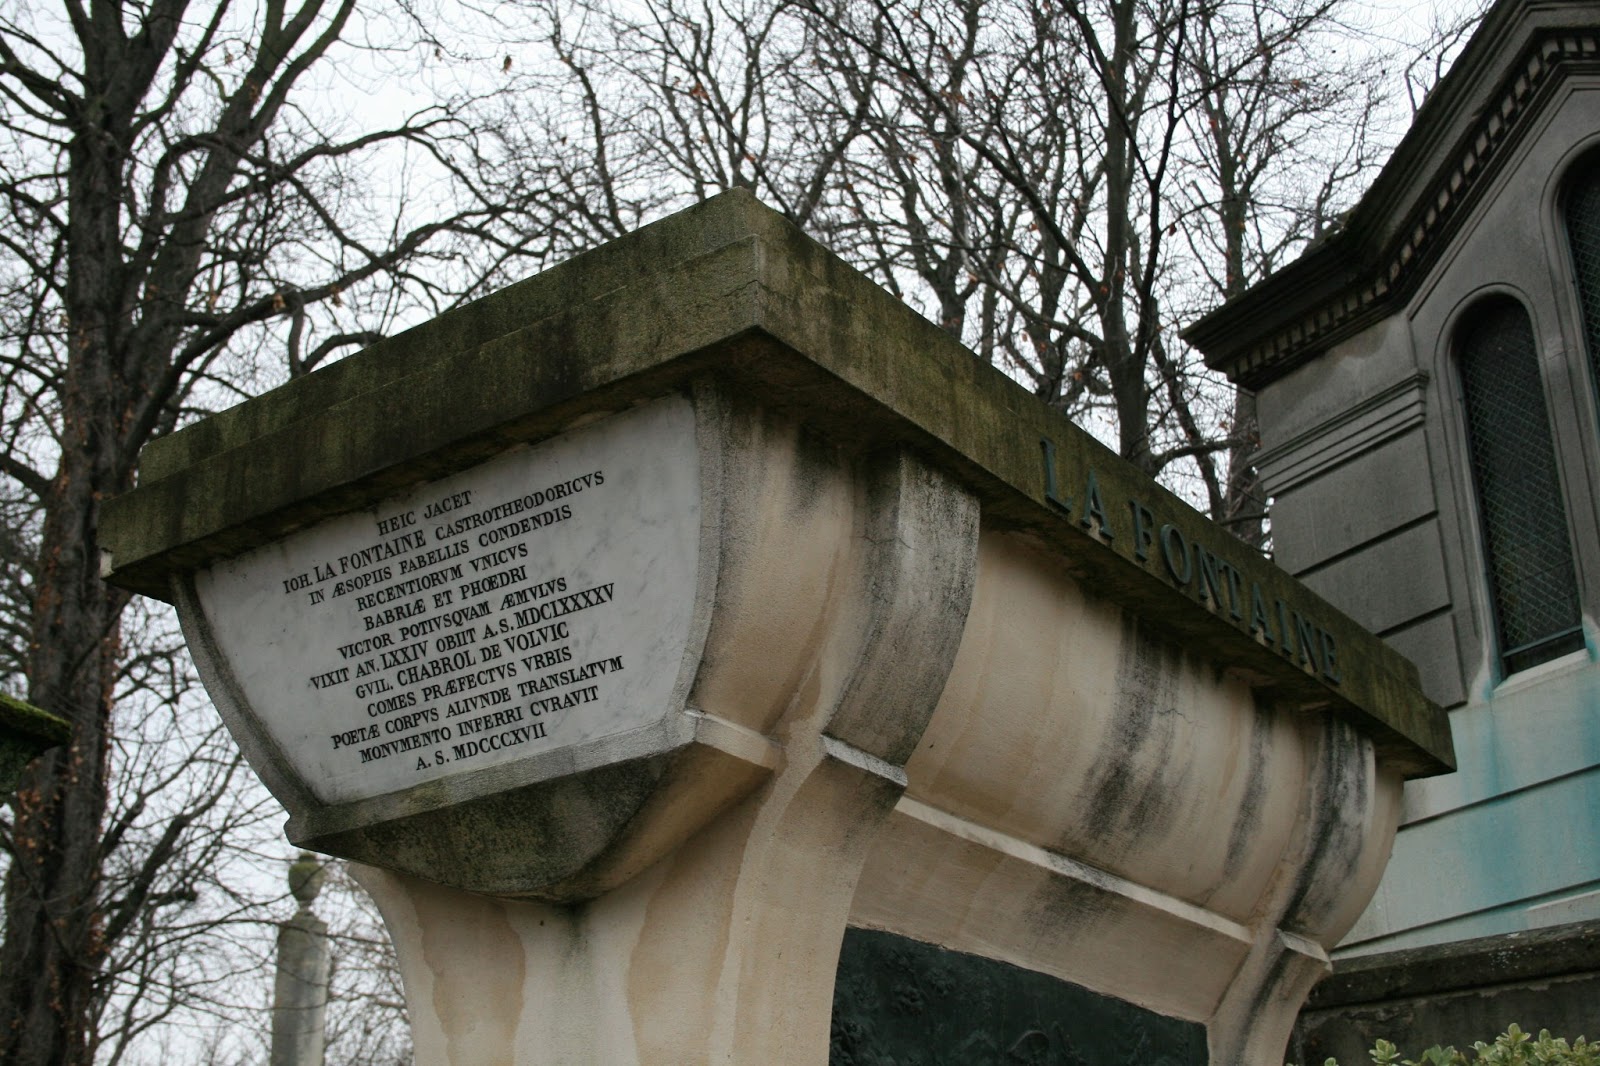 HEIC JACET
IOH. LA FONTAINE CASTROTHEODORICVS
IN ÆSOPIIS FABELLIS CONDENDIS
RECENTIORVM VNICVS
BABRIÆ ET PHŒDRI
VICTOR POTIVSQVAM ÆMVLVS
VIXIT AN. LXXIV OBIIT A. S. MDCIXXXXV
GVIL. CHABROL DE VOLVIC
COMES PRÆFECTVS VRBIS
POETÆ CORPVS ALIVNDE TRANSLATVM
MONVMENTO INFERRI CVRAVIT
A. S. MDCCCXVII
LA FONTAINE